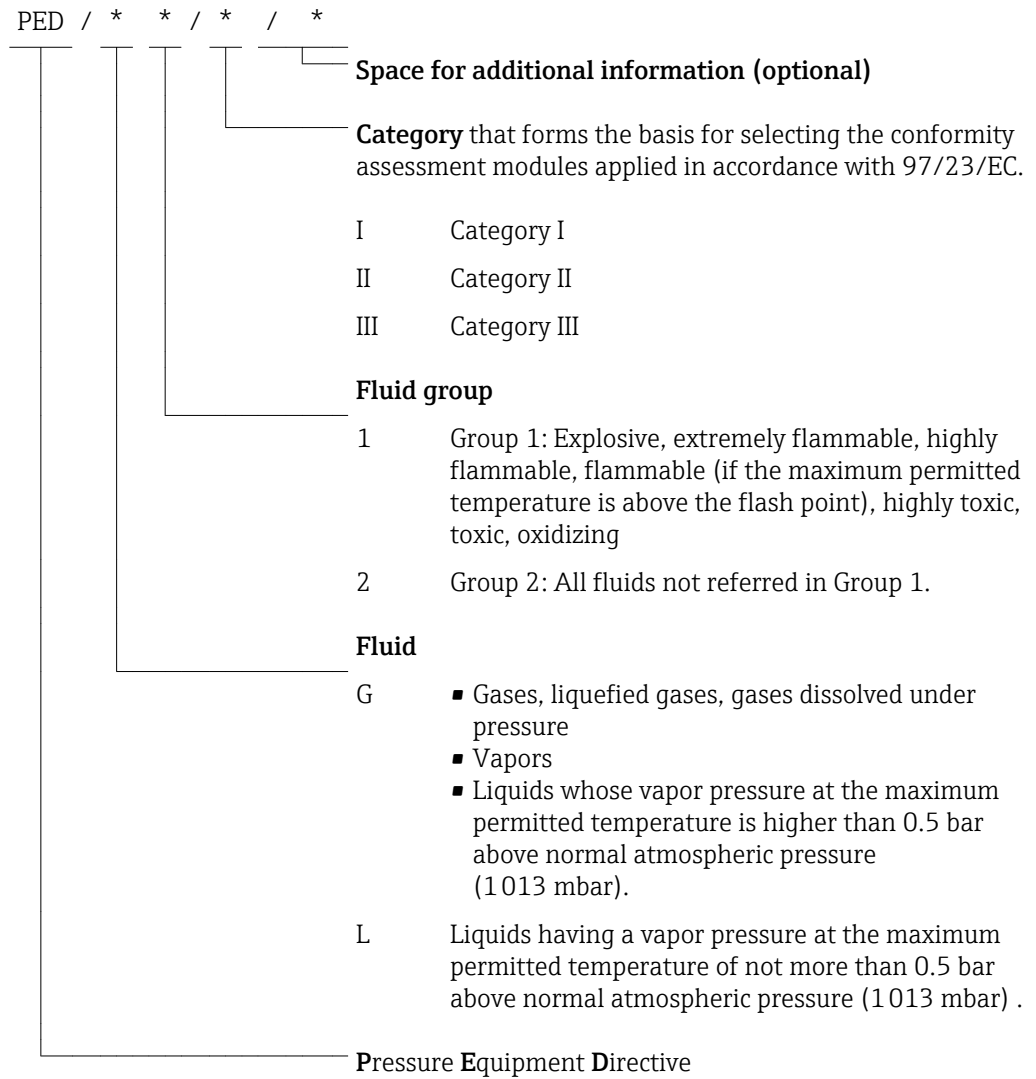 PED / * * / * / *
Space for additional information (optional)
Category that forms the basis for selecting the conformity
assessment modules applied in accordance with 97/23/EC.
I Category I
II Category II
III Category III
Fluid group
1 Group 1: Explosive, extremely flammable, highly
flammable, flammable (if the maximum permitted
temperature is above the flash point), highly toxic,
toxic, oxidizing
2 Group 2: All fluids not referred in Group 1.
Fluid
G ▪ Gases, liquefied gases, gases dissolved under
pressure
▪ Vapors
▪ Liquids whose vapor pressure at the maximum
permitted temperature is higher than 0.5 bar
above normal atmospheric pressure
(1013 mbar).
L Liquids having a vapor pressure at the maximum
permitted temperature of not more than 0.5 bar
above normal atmospheric pressure (1013 mbar) .
Pressure Equipment Directive